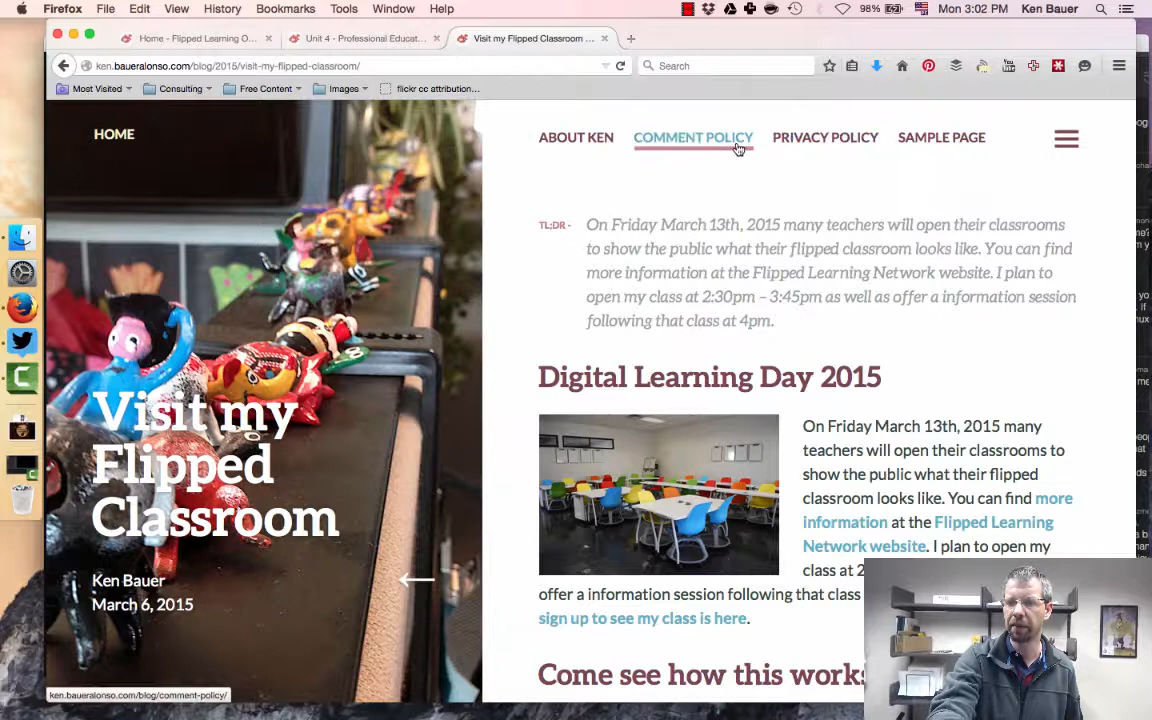 Firefox File Edit View History Bookmarks Tools Window Help 98% Mon 3:02 PM Ken Bauer
Home - Flipped Learning O... Unit 4 - Professional Educat... Visit my Flipped Classroom ...
ken.baueralonso.com/blog/2015/visit-my-flipped-classroom/ Search
Most Visited Consulting Free Content Images flickr cc attribution...
HOME
ABOUT KEN COMMENT POLICY PRIVACY POLICY SAMPLE PAGE
TL;DR - On Friday March 13th, 2015 many teachers will open their classrooms
to show the public what their flipped classroom looks like. You can find
more information at the Flipped Learning Network website. I plan to
open my class at 2:30pm – 3:45pm as well as offer a information session
following that class at 4pm.
Digital Learning Day 2015
On Friday March 13th, 2015 many
teachers will open their classrooms to
show the public what their flipped
classroom looks like. You can find more
information at the Flipped Learning
Network website. I plan to open my
class at 2
offer a information session following that class
sign up to see my class is here.
Come see how this works
Visit my
Flipped
Classroom
Ken Bauer
March 6, 2015
ken.baueralonso.com/blog/comment-policy/